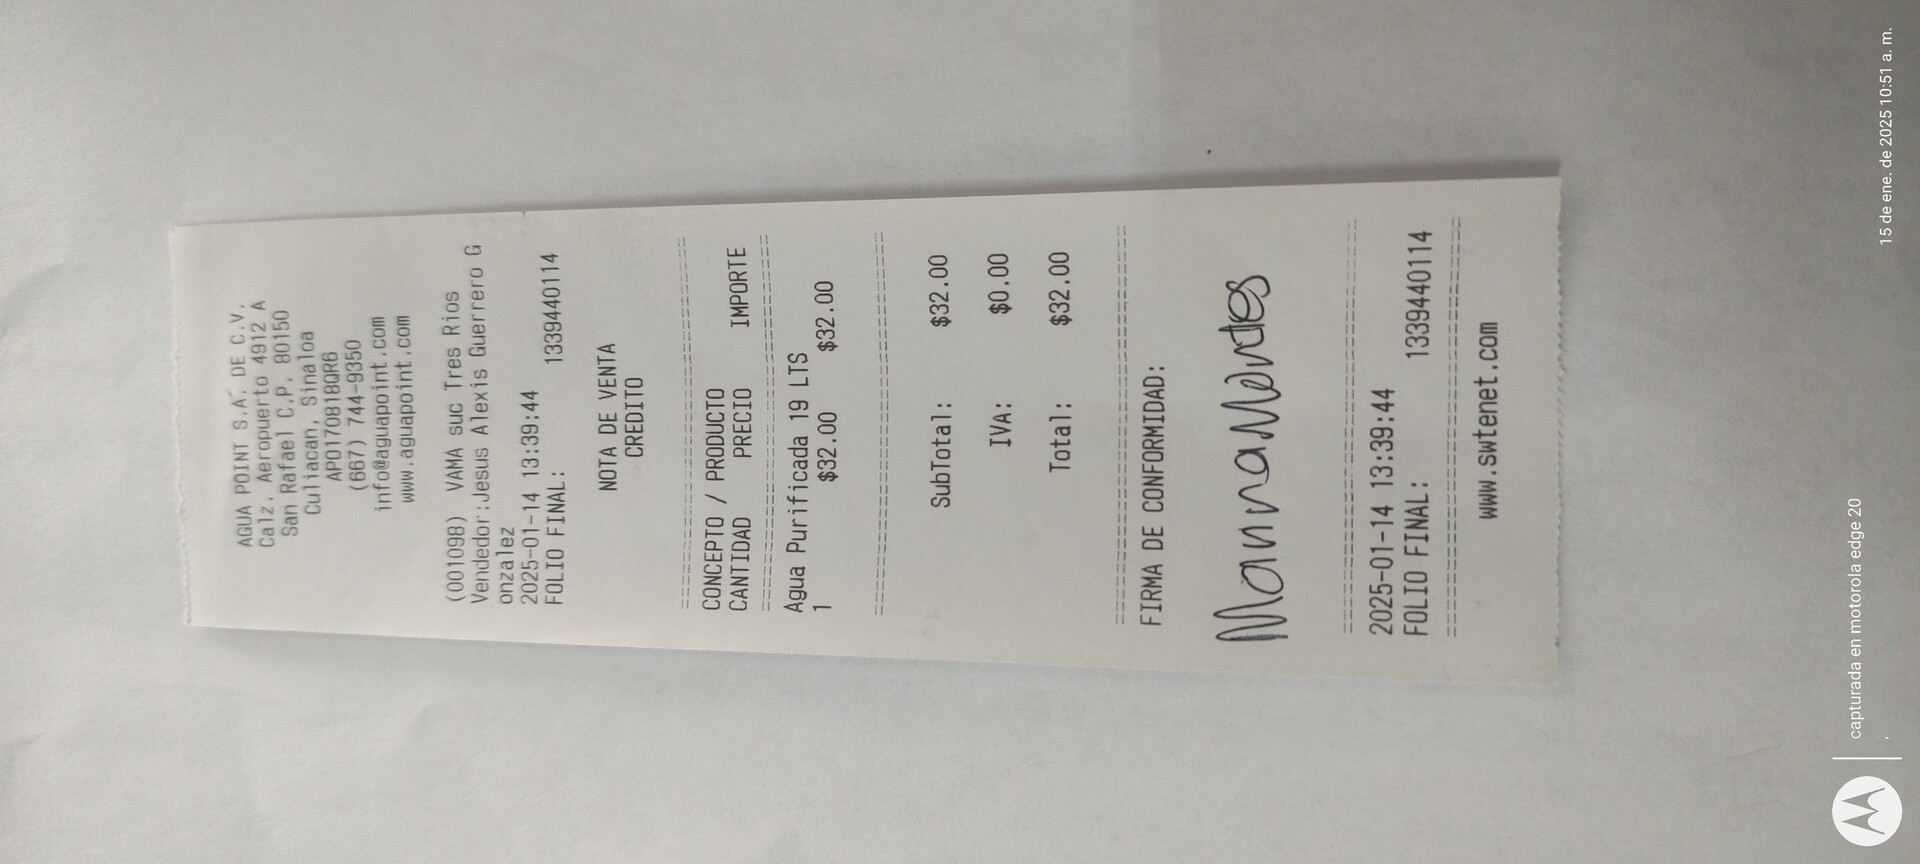 AGUA POINT S.A. DE C.V.
Calz. Aeropuerto 4912 A
San Rafael C.P. 80150
Culiacan, Sinaloa
APO170818QR6
(667) 744-9350
info@aguapoint.com
www.aguapoint.com
(001098) VAMA suc Tres Rios
Vendedor:Jesus Alexis Guerrero G
onzalez
2025-01-14 13:39:44
FOLIO FINAL: 1339440114
NOTA DE VENTA
CREDITO
CONCEPTO / PRODUCTO
CANTIDAD PRECIO IMPORTE
Agua Purificada 19 LTS
1 $32.00 $32.00
SubTotal: $32.00
IVA: $0.00
Total: $32.00
FIRMA DE CONFORMIDAD:
2025-01-14 13:39:44
FOLIO FINAL: 1339440114
www.swtenet.com
capturada en motorola edge 20
15 de ene. de 2025 10:51 a. m.